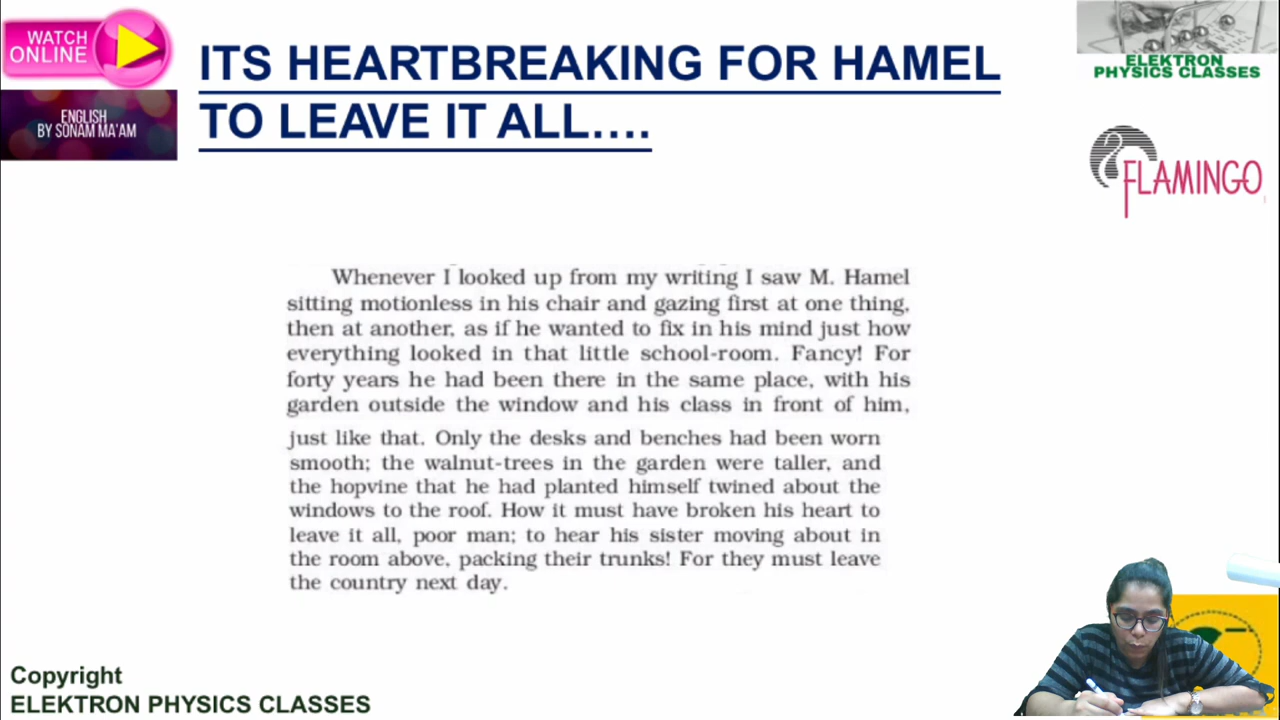 WATCH
ONLINE
ENGLISH
BY SONAM MA'AM
ITS HEARTBREAKING FOR HAMEL
TO LEAVE IT ALL....
ELEKTRON
PHYSICS CLASSES
FLAMINGO
Whenever I looked up from my writing I saw M. Hamel
sitting motionless in his chair and gazing first at one thing,
then at another, as if he wanted to fix in his mind just how
everything looked in that little school-room. Fancy! For
forty years he had been there in the same place, with his
garden outside the window and his class in front of him,
just like that. Only the desks and benches had been worn
smooth; the walnut-trees in the garden were taller, and
the hopvine that he had planted himself twined about the
windows to the roof. How it must have broken his heart to
leave it all, poor man; to hear his sister moving about in
the room above, packing their trunks! For they must leave
the country next day.
Copyright
ELEKTRON PHYSICS CLASSES